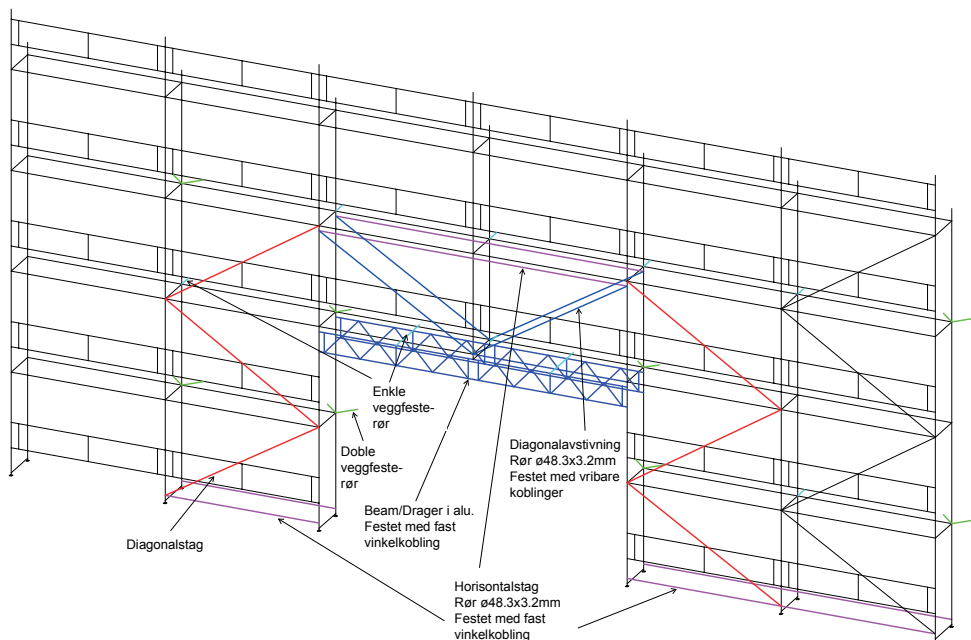 Enkle
veggfeste-
rør
Doble
veggfeste-
rør
Diagonalavstivning
Rør ø48.3x3.2mm
Festet med vribare
koblinger
Beam/Drager i alu.
Festet med fast
vinkelkobling
Diagonalstag
Horisontalstag
Rør ø48.3x3.2mm
Festet med fast
vinkelkobling